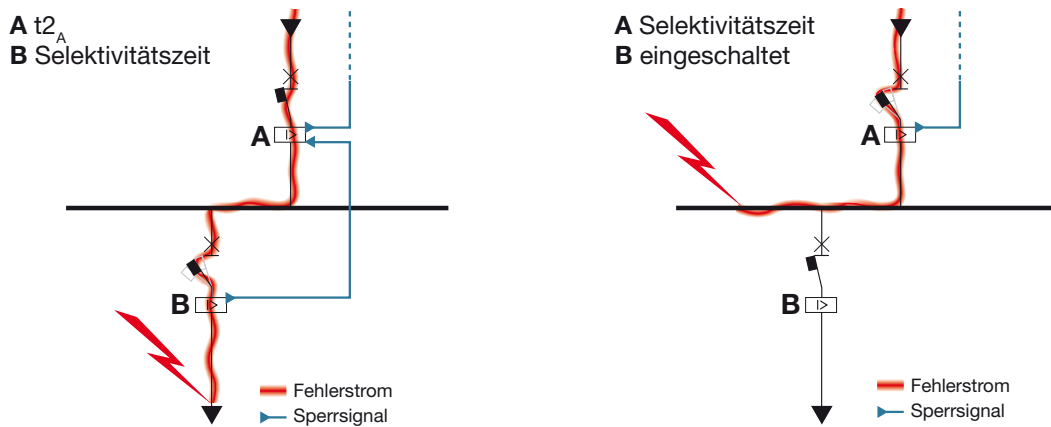 A t2A
B Selektivitätszeit
A
B
Fehlerstrom
Sperrsignal
A Selektivitätszeit
B eingeschaltet
A
B
Fehlerstrom
Sperrsignal